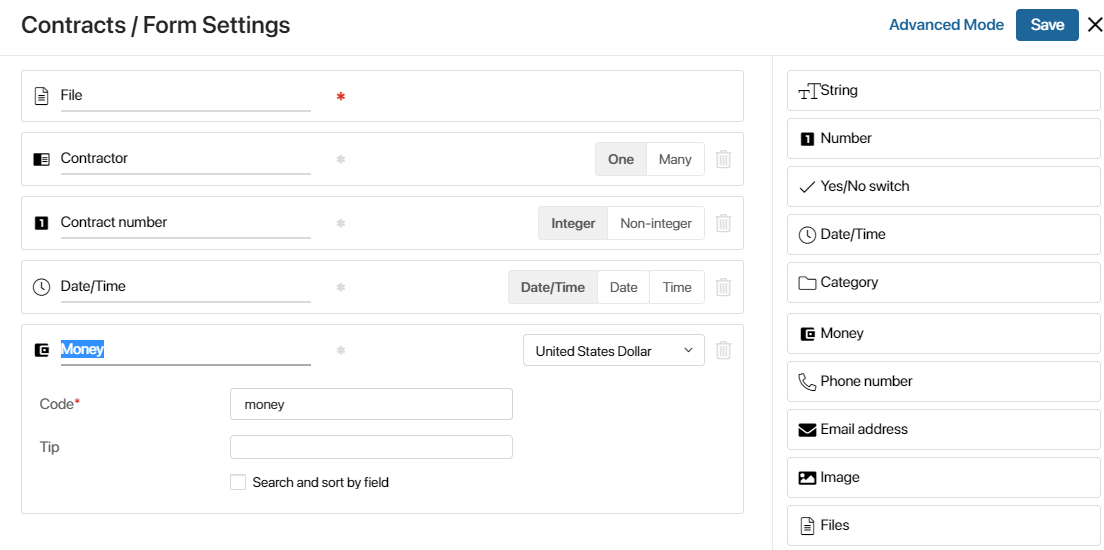 Contracts / Form Settings
Advanced Mode
Save
File *
Contractor *
One Many
Contract number *
Integer Non-integer
Date/Time *
Date/Time Date Time
Money *
United States Dollar
Code* money
Tip
Search and sort by field
String
Number
Yes/No switch
Date/Time
Category
Money
Phone number
Email address
Image
Files